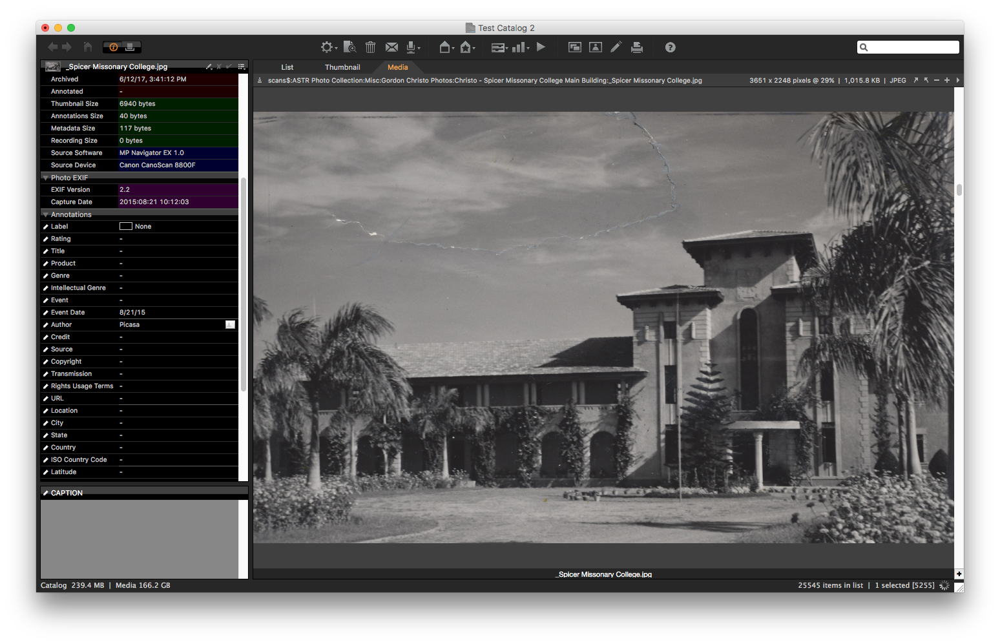 Test Catalog 2
_Spicer Missonary College.jpg
List Thumbnail Media
scans$:ASTR Photo Collection:Misc:Gordon Christo Photos:Christo - Spicer Missonary College Main Building:_Spicer Missonary College.jpg 3651 x 2248 pixels @ 29% | 1,015.8 KB | JPEG
Archived 6/12/17, 3:41:12 PM
Annotated -
Thumbnail Size 6940 bytes
Annotations Size 40 bytes
Metadata Size 117 bytes
Recording Size 0 bytes
Source Software MP Navigator EX 1.0
Source Device Canon CanoScan 8800F
Photo EXIF
EXIF Version 2.2
Capture Date 2015:08:21 10:12:03
Annotations
Label None
Rating -
Title -
Product -
Genre -
Intellectual Genre -
Event -
Event Date 8/21/15
Author Picasa
Credit -
Source -
Copyright -
Transmission -
Rights Usage Terms -
URL -
Location -
City -
State -
Country -
ISO Country Code -
Latitude -
CAPTION
_Spicer Missonary College.jpg
Catalog 239.4 MB | Media 166.2 GB
25545 items in list | 1 selected [5255]